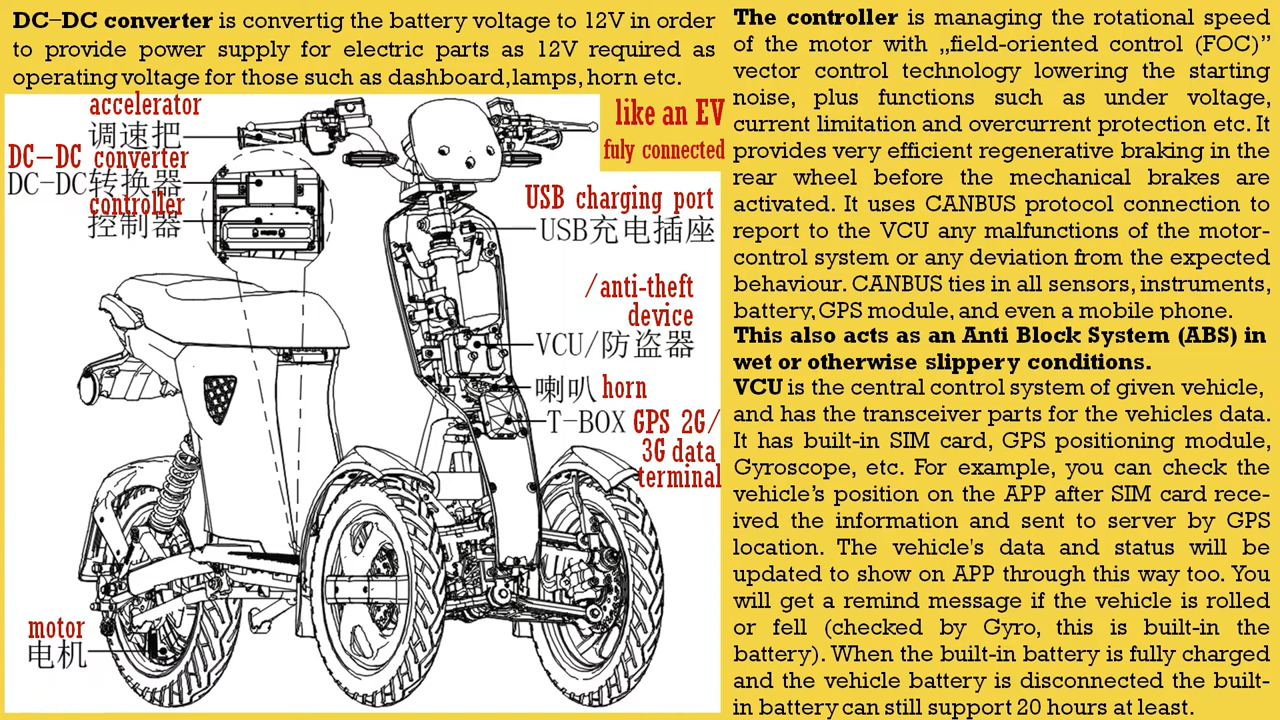 DC-DC converter is convertig the battery voltage to 12V in order
to provide power supply for electric parts as 12V required as
operating voltage for those such as dashboard, lamps, horn etc.
accelerator
调速把
DC-DC converter
DC-DC转换器
controller
控制器
motor
电机
like an EV
fuly connected
USB charging port
USB充电插座
/anti-theft
device
VCU/防盗器
喇叭 horn
T-BOX GPS 2G/
3G data
terminal
The controller is managing the rotational speed
of the motor with „field-oriented control (FOC)”
vector control technology lowering the starting
noise, plus functions such as under voltage,
current limitation and overcurrent protection etc. It
provides very efficient regenerative braking in the
rear wheel before the mechanical brakes are
activated. It uses CANBUS protocol connection to
report to the VCU any malfunctions of the motor-
control system or any deviation from the expected
behaviour. CANBUS ties in all sensors, instruments,
battery, GPS module, and even a mobile phone.
This also acts as an Anti Block System (ABS) in
wet or otherwise slippery conditions.
VCU is the central control system of given vehicle,
and has the transceiver parts for the vehicles data.
It has built-in SIM card, GPS positioning module,
Gyroscope, etc. For example, you can check the
vehicle's position on the APP after SIM card rece-
ived the information and sent to server by GPS
location. The vehicle's data and status will be
updated to show on APP through this way too. You
will get a remind message if the vehicle is rolled
or fell (checked by Gyro, this is built-in the
battery). When the built-in battery is fully charged
and the vehicle battery is disconnected the built-
in battery can still support 20 hours at least.